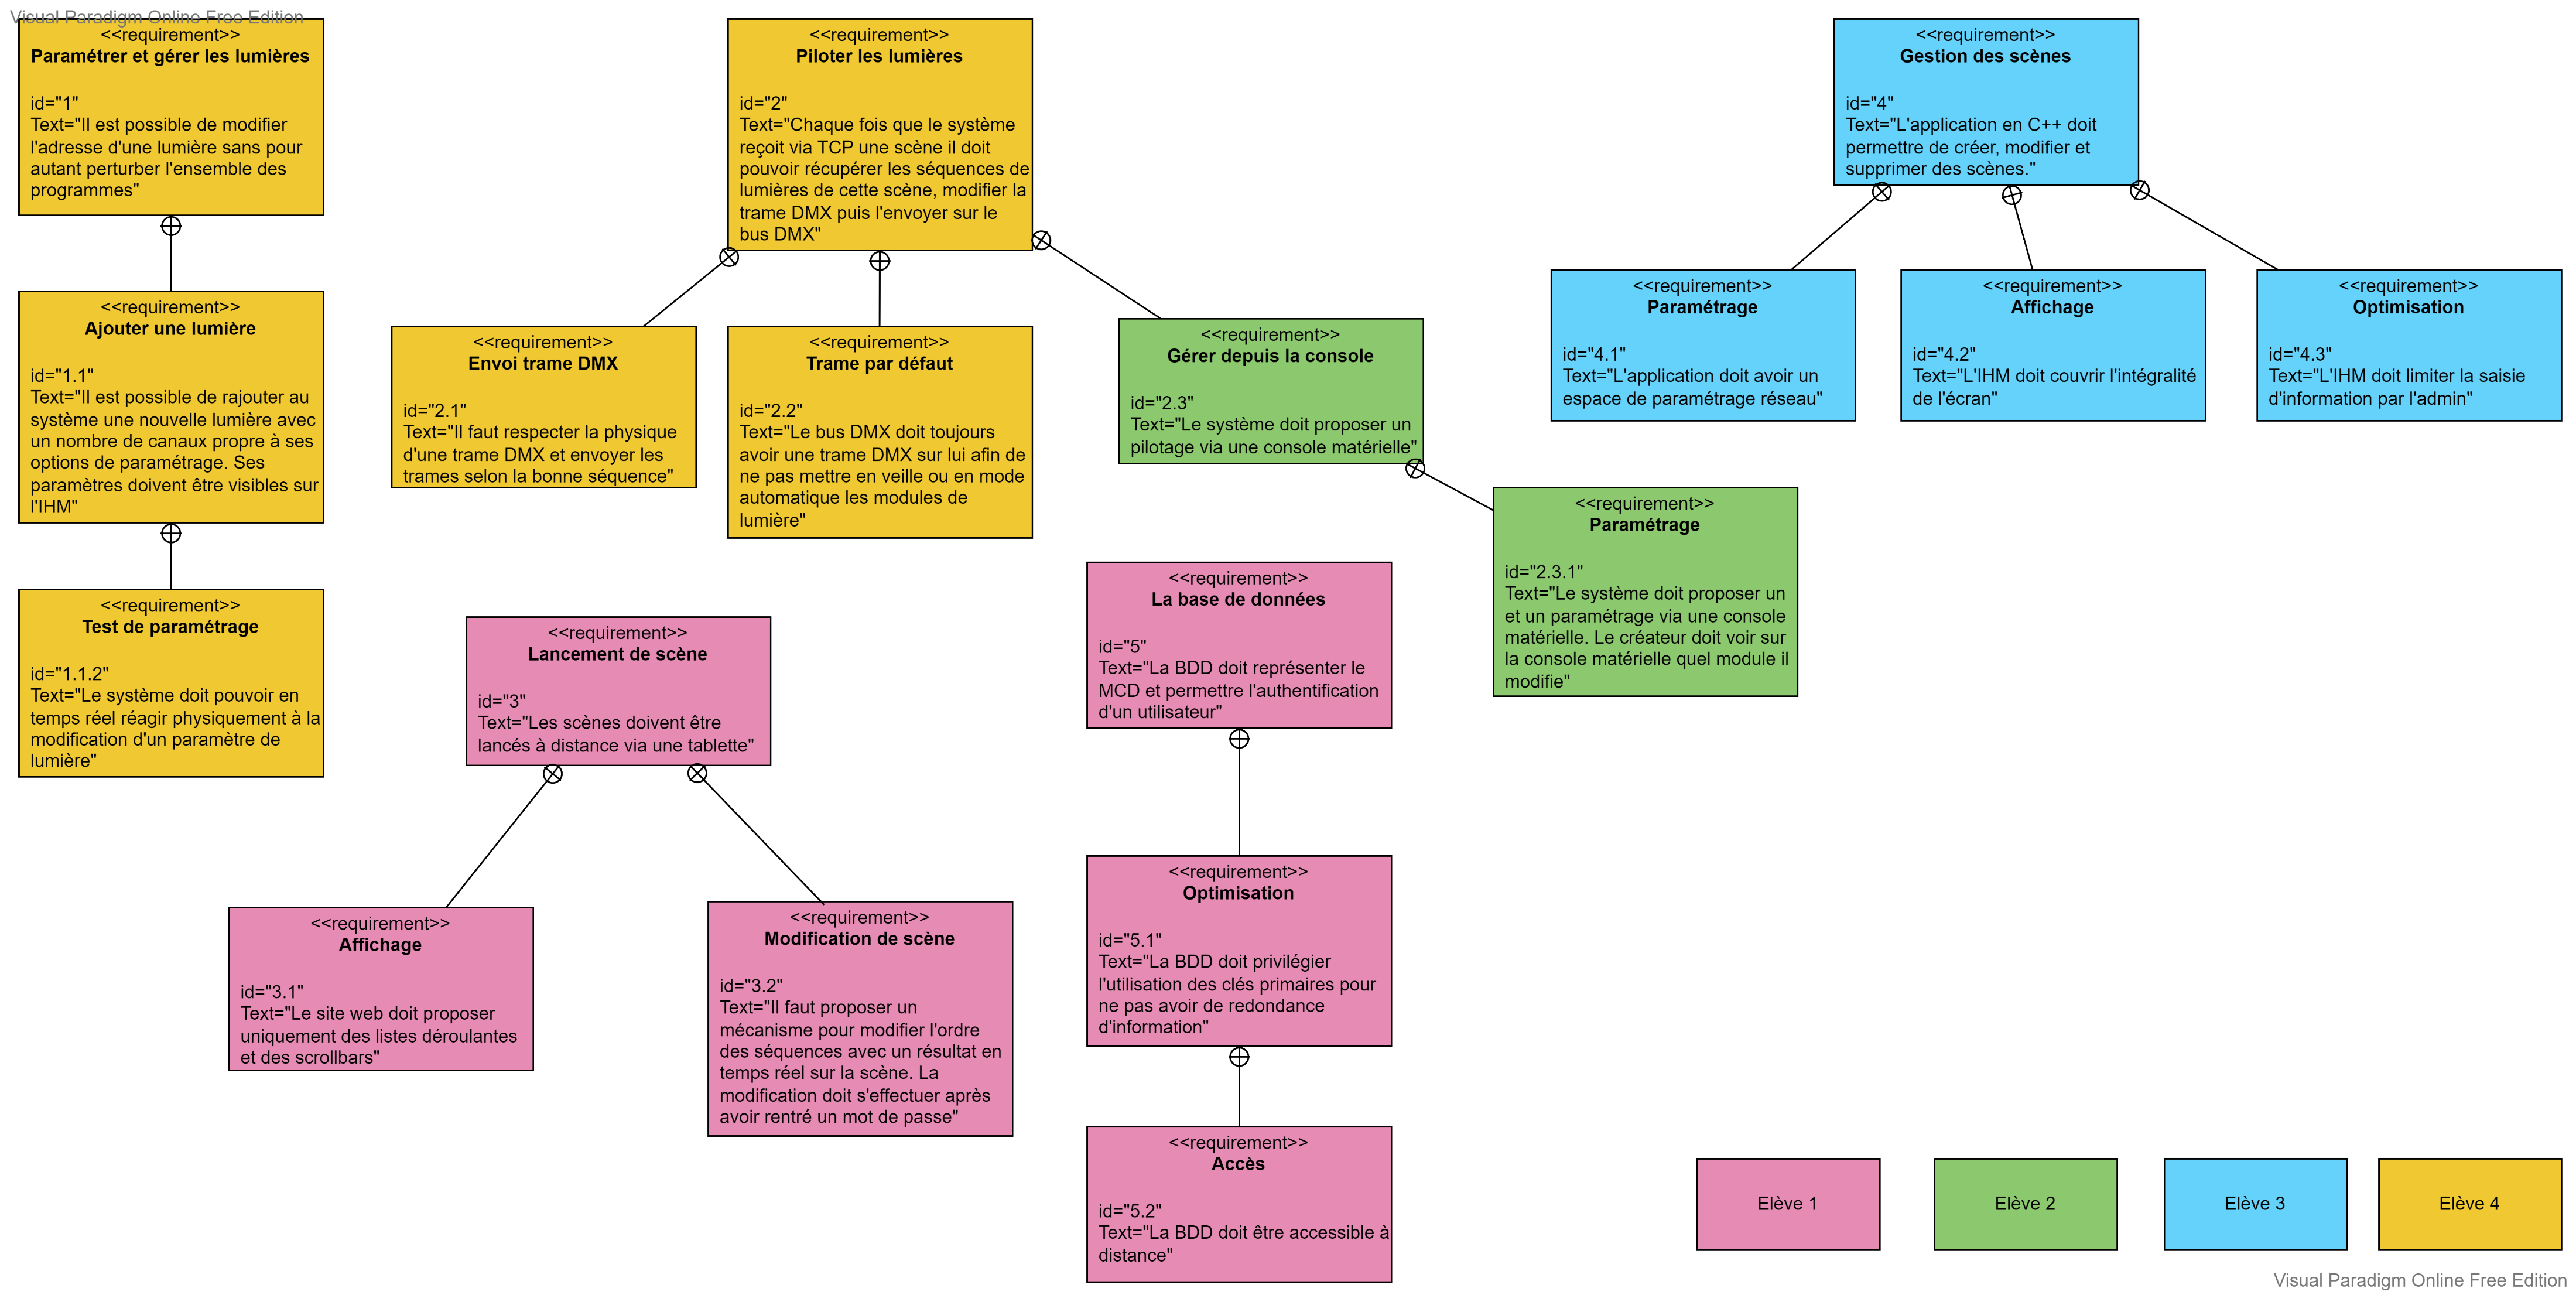 Visual Paradigm Online Free Edition
<<requirement>>
Paramétrer et gérer les lumières
id="1"
Text="Il est possible de modifier
l'adresse d'une lumière sans pour
autant perturber l'ensemble des
programmes"
<<requirement>>
Piloter les lumières
id="2"
Text="Chaque fois que le système
reçoit via TCP une scène il doit
pouvoir récupérer les séquences de
lumières de cette scène, modifier la
trame DMX puis l'envoyer sur le
bus DMX"
<<requirement>>
Gestion des scènes
id="4"
Text="L'application en C++ doit
permettre de créer, modifier et
supprimer des scènes."
<<requirement>>
Ajouter une lumière
id="1.1"
Text="Il est possible de rajouter au
système une nouvelle lumière avec
un nombre de canaux propre à ses
options de paramétrage. Ses
paramètres doivent être visibles sur
l'IHM"
<<requirement>>
Envoi trame DMX
id="2.1"
Text="Il faut respecter la physique
d'une trame DMX et envoyer les
trames selon la bonne séquence"
<<requirement>>
Trame par défaut
id="2.2"
Text="Le bus DMX doit toujours
avoir une trame DMX sur lui afin de
ne pas mettre en veille ou en mode
automatique les modules de
lumière"
<<requirement>>
Gérer depuis la console
id="2.3"
Text="Le système doit proposer un
pilotage via une console matérielle"
<<requirement>>
Paramétrage
id="4.1"
Text="L'application doit avoir un
espace de paramétrage réseau"
<<requirement>>
Affichage
id="4.2"
Text="L'IHM doit couvrir l'intégralité
de l'écran"
<<requirement>>
Optimisation
id="4.3"
Text="L'IHM doit limiter la saisie
d'information par l'admin"
<<requirement>>
Paramétrage
id="2.3.1"
Text="Le système doit proposer un
et un paramétrage via une console
matérielle. Le créateur doit voir sur
la console matérielle quel module il
modifie"
<<requirement>>
Test de paramétrage
id="1.1.2"
Text="Le système doit pouvoir en
temps réel réagir physiquement à la
modification d'un paramètre de
lumière"
<<requirement>>
Lancement de scène
id="3"
Text="Les scènes doivent être
lancés à distance via une tablette"
<<requirement>>
La base de données
id="5"
Text="La BDD doit représenter le
MCD et permettre l'authentification
d'un utilisateur"
<<requirement>>
Affichage
id="3.1"
Text="Le site web doit proposer
uniquement des listes déroulantes
et des scrollbars"
<<requirement>>
Modification de scène
id="3.2"
Text="Il faut proposer un
mécanisme pour modifier l'ordre
des séquences avec un résultat en
temps réel sur la scène. La
modification doit s'effectuer après
avoir rentré un mot de passe"
<<requirement>>
Optimisation
id="5.1"
Text="La BDD doit privilégier
l'utilisation des clés primaires pour
ne pas avoir de redondance
d'information"
<<requirement>>
Accès
id="5.2"
Text="La BDD doit être accessible à
distance"
Elève 1
Elève 2
Elève 3
Elève 4
Visual Paradigm Online Free Edition